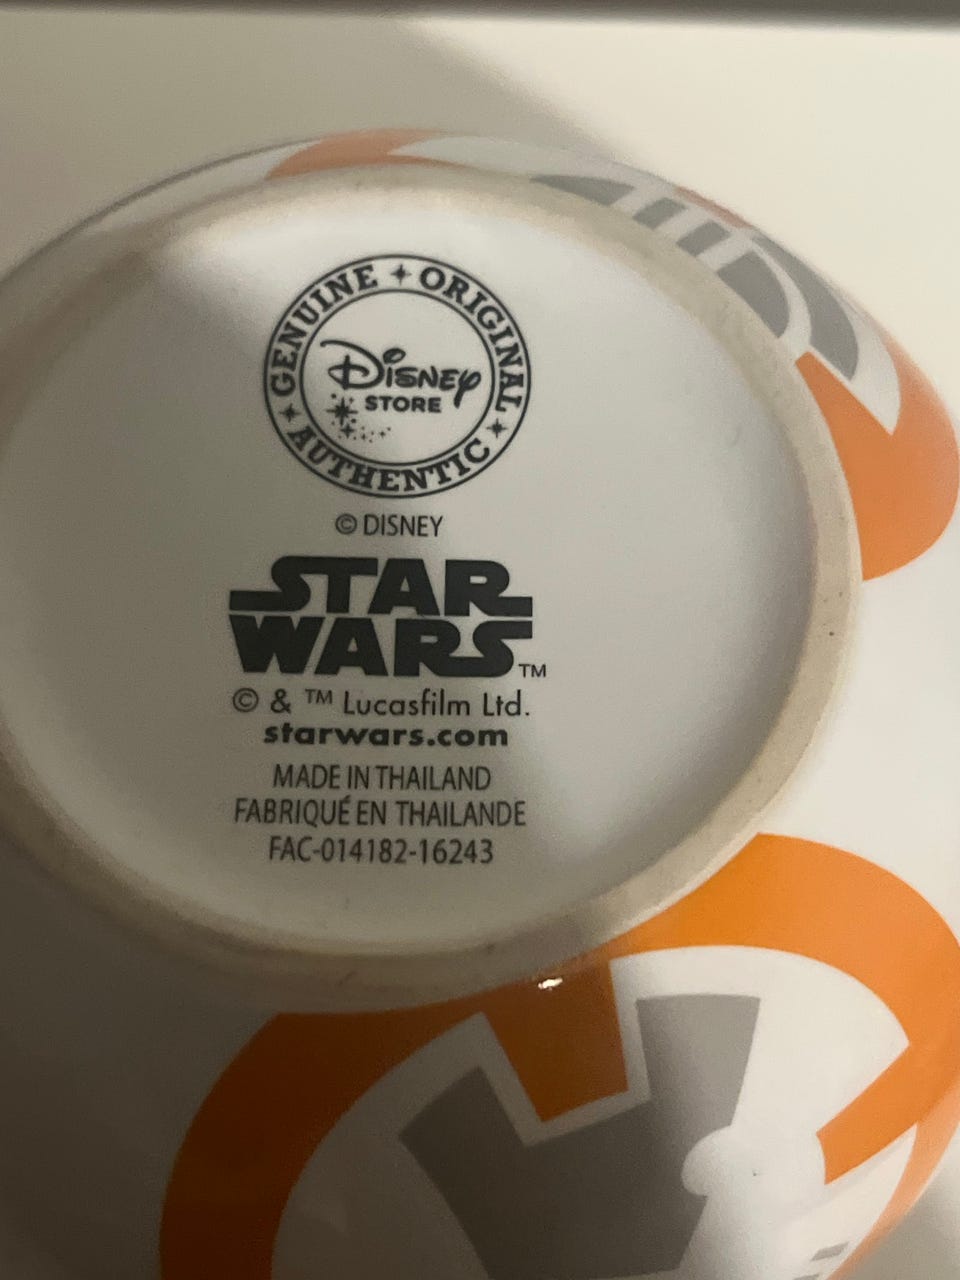 GENUINE ORIGINAL
AUTHENTIC
Disney
STORE
© DISNEY
STAR
WARS™
© & ™ Lucasfilm Ltd.
starwars.com
MADE IN THAILAND
FABRIQUÉ EN THAILANDE
FAC-014182-16243